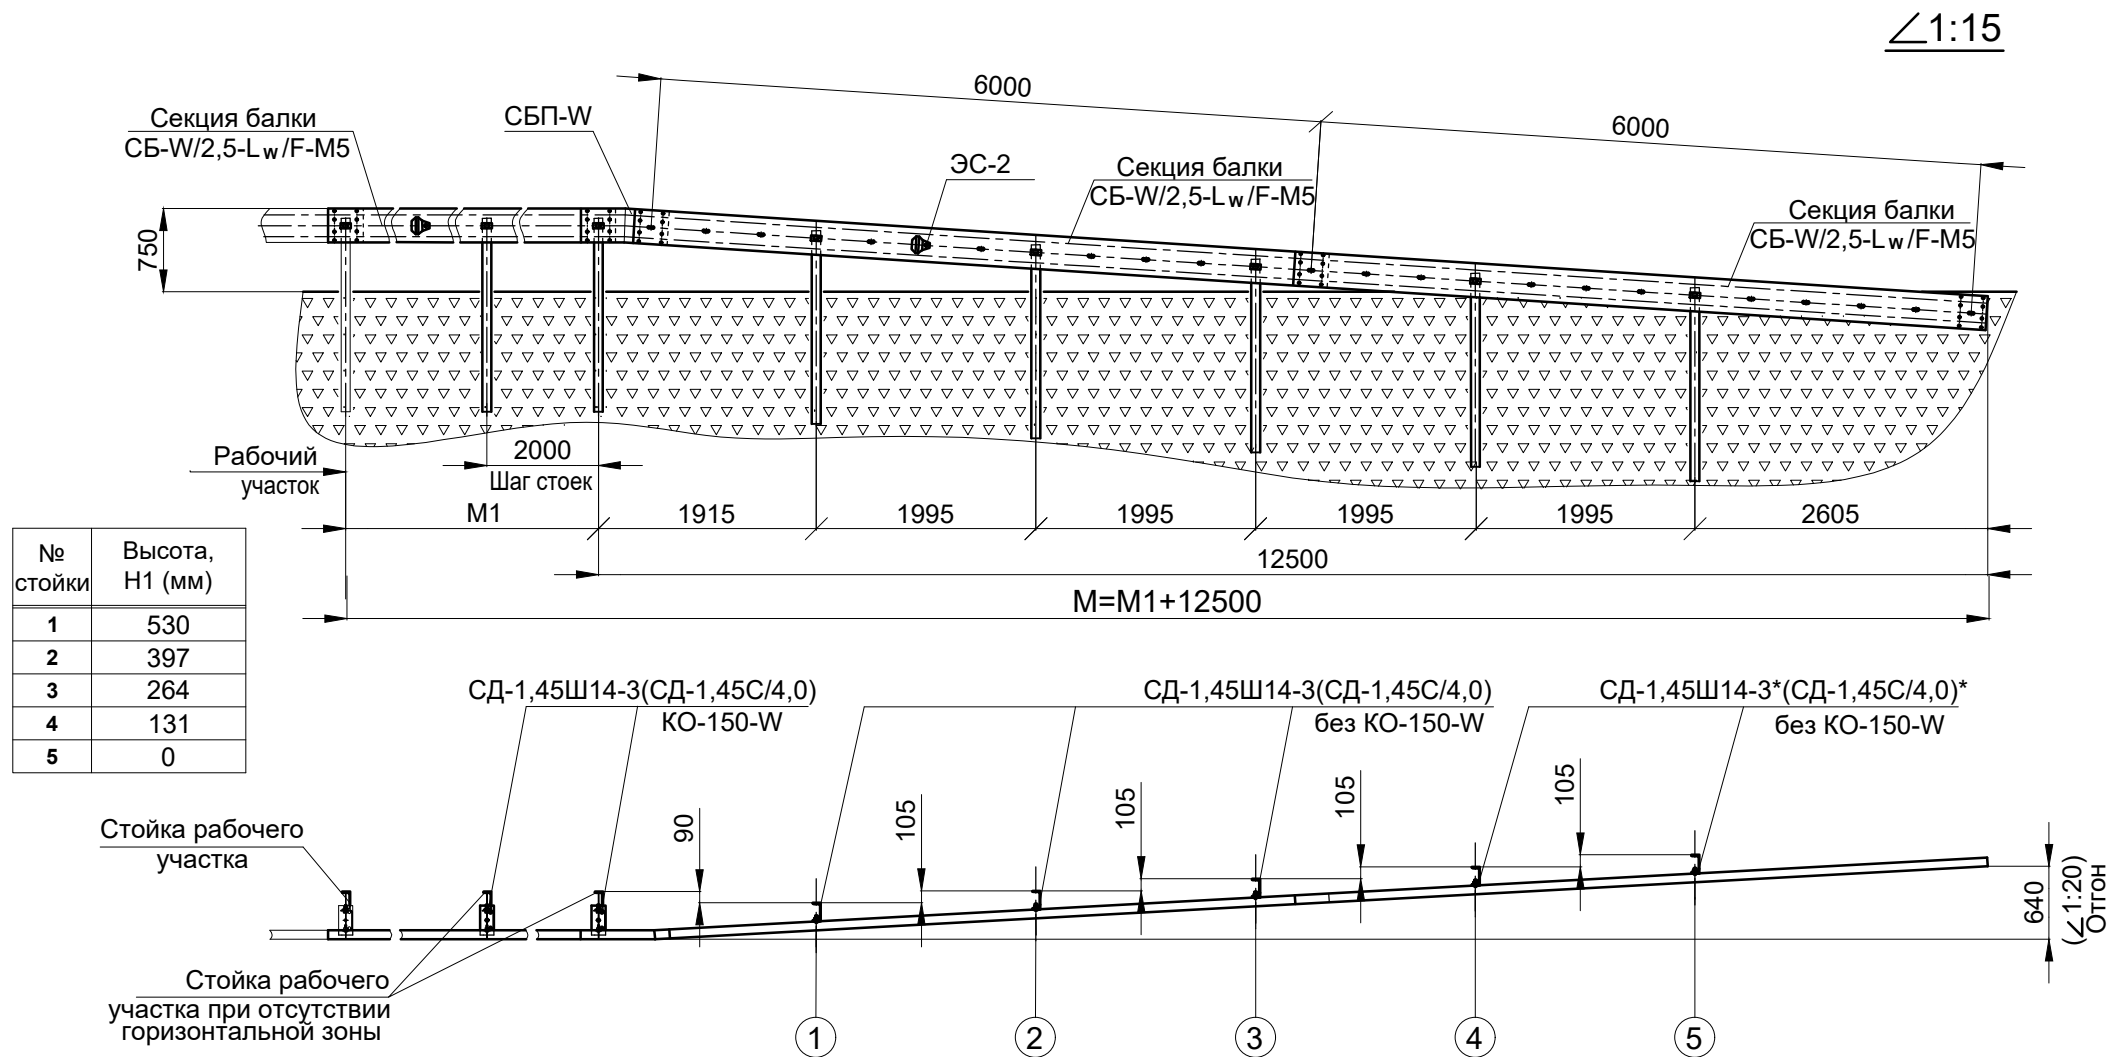 ∠1:15
6000
6000
Секция балки
СБ-W/2,5-Lw/F-M5
СБП-W
ЭС-2
Секция балки
СБ-W/2,5-Lw/F-M5
Секция балки
СБ-W/2,5-Lw/F-M5
750
Рабочий
участок
2000
Шаг стоек
М1
1915
1995
1995
1995
1995
2605
12500
М=М1+12500
№ стойки
Высота, Н1 (мм)
1 530
2 397
3 264
4 131
5 0
СД-1,45Ш14-3(СД-1,45С/4,0)
КО-150-W
СД-1,45Ш14-3(СД-1,45С/4,0)
без КО-150-W
СД-1,45Ш14-3*(СД-1,45С/4,0)*
без КО-150-W
Стойка рабочего
участка
90
105
105
105
105
640
(∠1:20)
Отгон
Стойка рабочего
участка при отсутствии
горизонтальной зоны
1
2
3
4
5